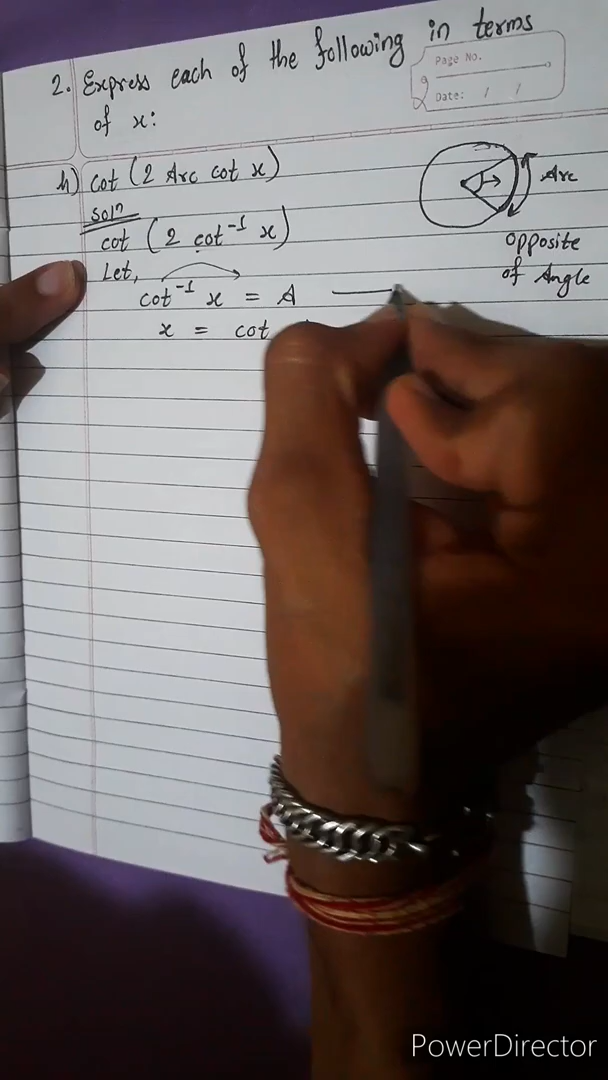 2. Express each of the following in terms
of x:
Page No.
Date: / /
h) cot (2 Arc cot x)
Solⁿ
cot (2 cot⁻¹ x)
Let,
cot⁻¹ x = A
x = cot
Arc
opposite
of Angle
PowerDirector